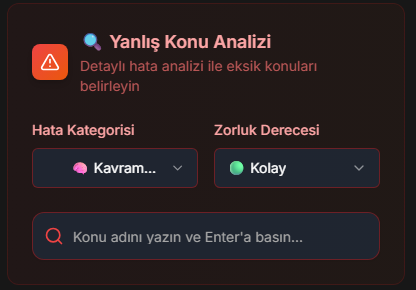 🔍 Yanlış Konu Analizi
Detaylı hata analizi ile eksik konuları
belirleyin
Hata Kategorisi
Zorluk Derecesi
🧠 Kavram...
🟢 Kolay
Konu adını yazın ve Enter'a basın...